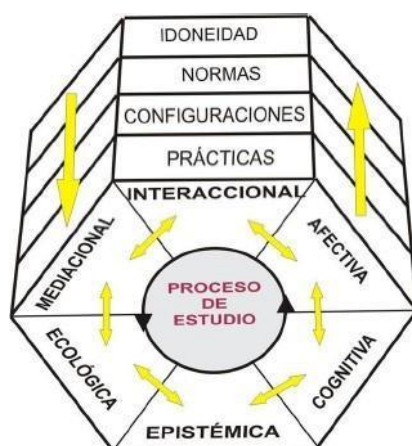 IDONEIDAD
NORMAS
CONFIGURACIONES
PRÁCTICAS
INTERACCIONAL
MEDIACIONAL
AFECTIVA
PROCESO
DE
ESTUDIO
ECOLÓGICA
COGNITIVA
EPISTÉMICA